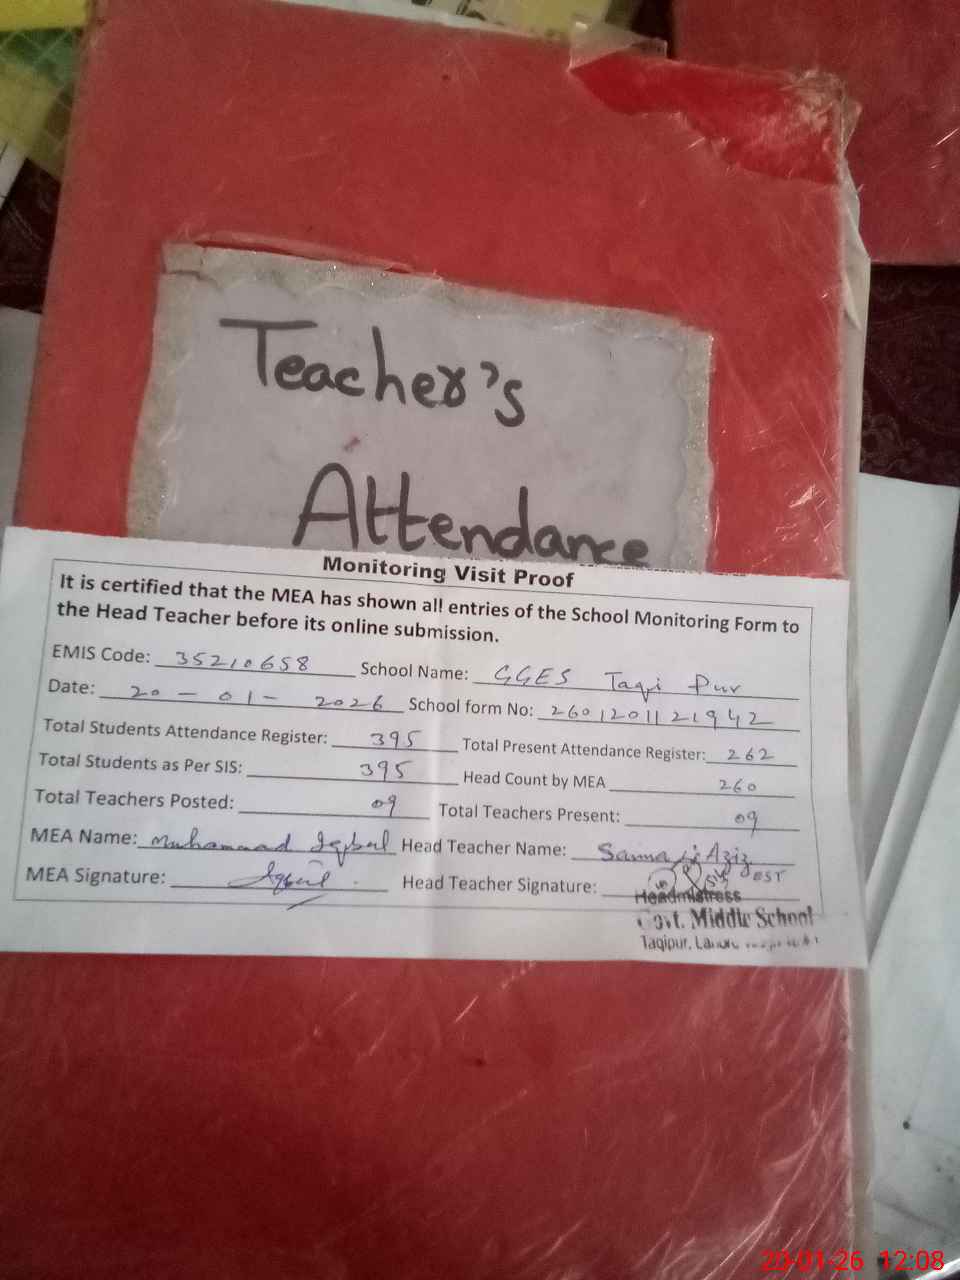 Teacher's
Attendance
Monitoring Visit Proof
It is certified that the MEA has shown all entries of the School Monitoring Form to
the Head Teacher before its online submission.
EMIS Code: 35210658 School Name: GGES Taqi Pur
Date: 20 - 01 - 2026 School form No: 2601201121942
Total Students Attendance Register: 395 Total Present Attendance Register: 262
Total Students as Per SIS: 395 Head Count by MEA 260
Total Teachers Posted: 09 Total Teachers Present: 09
MEA Name: Muhammad Iqbal Head Teacher Name: Aziz
MEA Signature: Iqbal Head Teacher Signature: EST
Headmistress
Govt. Middle School
Taqipur, Lahore
20-01-26 12:08